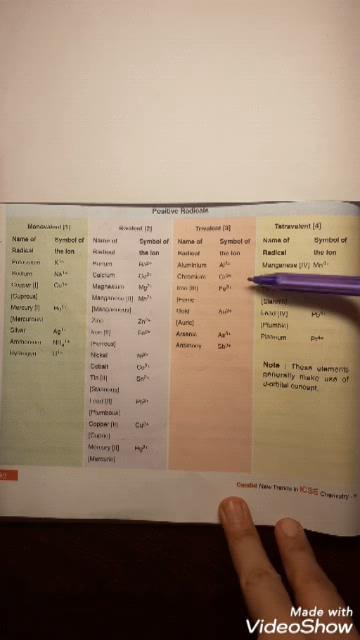 Positive Radicals
Monovalent [1]
Name of Symbol of
Radical the Ion
Potassium K¹⁺
Sodium Na¹⁺
Copper [I] Cu¹⁺
[Cuprous]
Mercury [I] Hg¹⁺
[Mercurous]
Silver Ag¹⁺
Ammonium NH₄¹⁺
Hydrogen H¹⁺
Bivalent [2]
Name of Symbol of
Radical the Ion
Barium Ba²⁺
Calcium Ca²⁺
Magnesium Mg²⁺
Manganese [II] Mn²⁺
[Manganous]
Zinc Zn²⁺
Iron [II] Fe²⁺
[Ferrous]
Nickel Ni²⁺
Cobalt Co²⁺
Tin [II] Sn²⁺
[Stannous]
Lead [II] Pb²⁺
[Plumbous]
Copper [II] Cu²⁺
[Cupric]
Mercury [II] Hg²⁺
[Mercuric]
Trivalent [3]
Name of Symbol of
Radical the Ion
Aluminium Al³⁺
Chromium Cr³⁺
Iron [III] Fe³⁺
[Ferric]
Gold Au³⁺
[Auric]
Arsenic As³⁺
Antimony Sb³⁺
Tetravalent [4]
Name of Symbol of
Radical the Ion
Manganese [IV] Mn⁴⁺
[Stannic]
Lead [IV] Pb⁴⁺
[Plumbic]
Platinum Pt⁴⁺
Note : These elements
generally make use of
d-orbital concept.
Candid New Trends in ICSE Chemistry
Made with
VideoShow